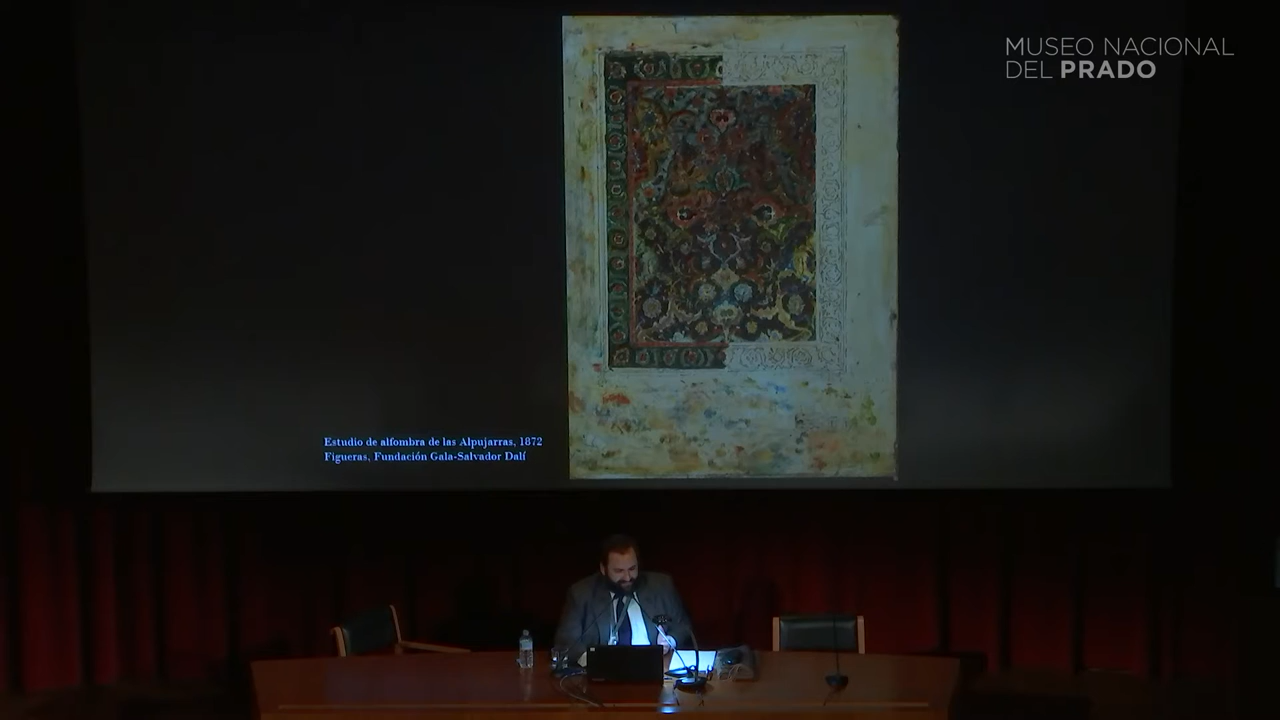 MUSEO NACIONAL
DEL PRADO
Estudio de alfombra de las Alpujarras, 1872
Figueras, Fundación Gala-Salvador Dalí